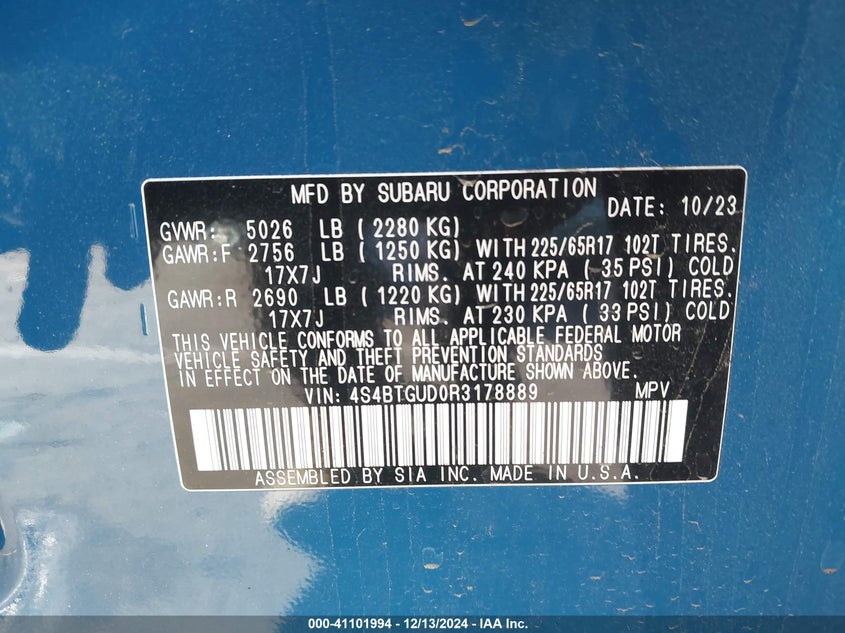 MFD BY SUBARU CORPORATION
DATE: 10/23
GVWR: 5026 LB ( 2280 KG)
GAWR:F 2756 LB ( 1250 KG) WITH 225/65R17 102T TIRES.
17X7J RIMS. AT 240 KPA ( 35 PSI) COLD
GAWR:R 2690 LB ( 1220 KG) WITH 225/65R17 102T TIRES.
17X7J RIMS. AT 230 KPA ( 33 PSI) COLD
THIS VEHICLE CONFORMS TO ALL APPLICABLE FEDERAL MOTOR
VEHICLE SAFETY AND THEFT PREVENTION STANDARDS
IN EFFECT ON THE DATE OF MANUFACTURE SHOWN ABOVE.
VIN: 4S4BTGUD0R3178889 MPV
ASSEMBLED BY SIA INC. MADE IN U.S.A.
000-41101994 - 12/13/2024 - IAA Inc.